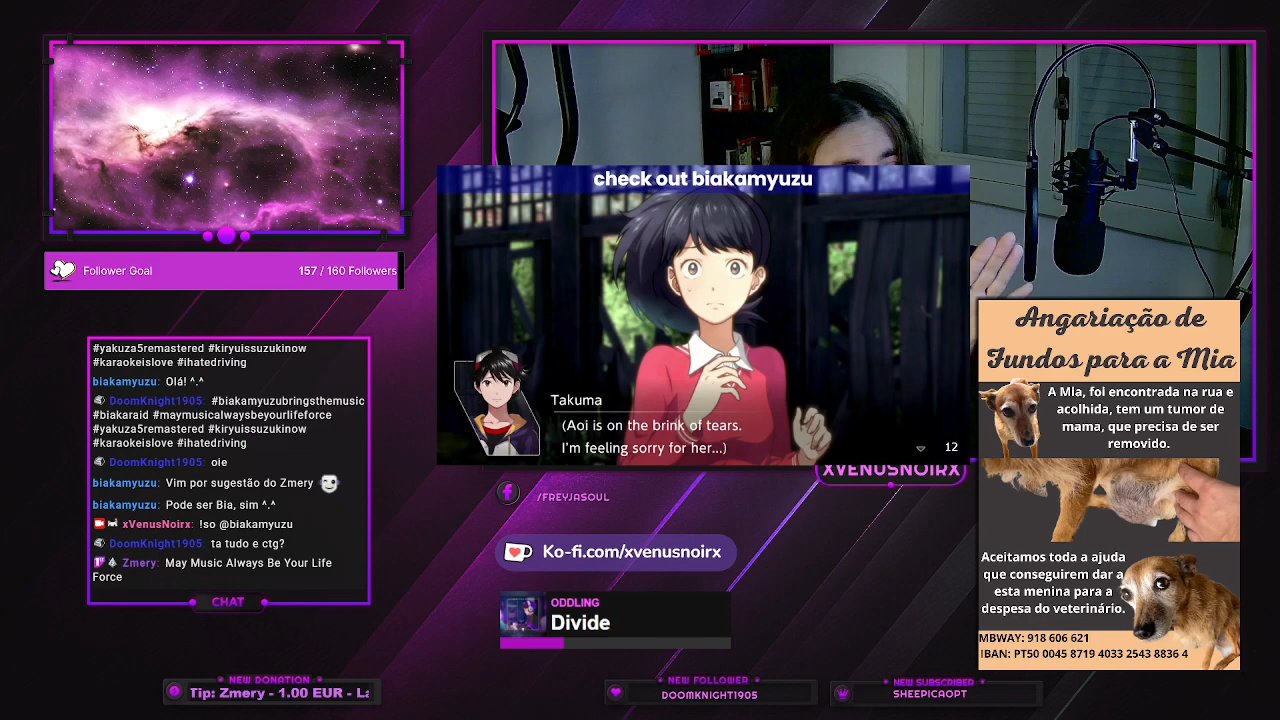 Follower Goal
157 / 160 Followers
#yakuza5remastered #kiryuissuzukinow
#karaokeislove #ihatedriving
biakamyuzu: Olá! ^.^
DoomKnight1905: #biakamyuzubringsthemusic
#biakaraid #maymusicalwaysbeyourlifeforce
#yakuza5remastered #kiryuissuzukinow
#karaokeislove #ihatedriving
DoomKnight1905: oie
biakamyuzu: Vim por sugestão do Zmery
biakamyuzu: Pode ser Bia, sim ^.^
xVenusNoirx: !so @biakamyuzu
DoomKnight1905: ta tudo e ctg?
Zmery: May Music Always Be Your Life
Force
CHAT
check out biakamyuzu
Takuma
(Aoi is on the brink of tears.
I'm feeling sorry for her...)
12
XVENUSNOIRX
/FREYJASOUL
Ko-fi.com/xvenusnoirx
ODDLING
Divide
Angariação de
Fundos para a Mia
A MIa, foi encontrada na rua e
acolhida, tem um tumor de
mama, que precisa de ser
removido.
Aceitamos toda a ajuda
que conseguirem dar a
esta menina para a
despesa do veterinário.
MBWAY: 918 606 621
IBAN: PT50 0045 8719 4033 2543 8836 4
NEW DONATION
Tip: Zmery - 1.00 EUR - La
NEW FOLLOWER
DOOMKNIGHT1905
NEW SUBSCRIBED
SHEEPICAOPT